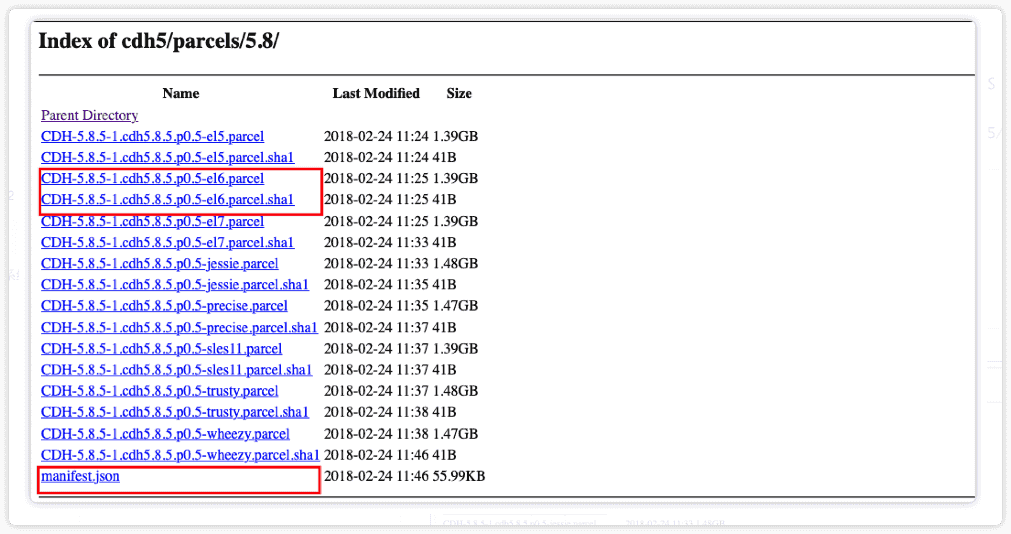 Index of cdh5/parcels/5.8/
Name Last Modified Size
Parent Directory
CDH-5.8.5-1.cdh5.8.5.p0.5-el5.parcel 2018-02-24 11:24 1.39GB
CDH-5.8.5-1.cdh5.8.5.p0.5-el5.parcel.sha1 2018-02-24 11:24 41B
CDH-5.8.5-1.cdh5.8.5.p0.5-el6.parcel 2018-02-24 11:25 1.39GB
CDH-5.8.5-1.cdh5.8.5.p0.5-el6.parcel.sha1 2018-02-24 11:25 41B
CDH-5.8.5-1.cdh5.8.5.p0.5-el7.parcel 2018-02-24 11:25 1.39GB
CDH-5.8.5-1.cdh5.8.5.p0.5-el7.parcel.sha1 2018-02-24 11:33 41B
CDH-5.8.5-1.cdh5.8.5.p0.5-jessie.parcel 2018-02-24 11:33 1.48GB
CDH-5.8.5-1.cdh5.8.5.p0.5-jessie.parcel.sha1 2018-02-24 11:35 41B
CDH-5.8.5-1.cdh5.8.5.p0.5-precise.parcel 2018-02-24 11:35 1.47GB
CDH-5.8.5-1.cdh5.8.5.p0.5-precise.parcel.sha1 2018-02-24 11:37 41B
CDH-5.8.5-1.cdh5.8.5.p0.5-sles11.parcel 2018-02-24 11:37 1.39GB
CDH-5.8.5-1.cdh5.8.5.p0.5-sles11.parcel.sha1 2018-02-24 11:37 41B
CDH-5.8.5-1.cdh5.8.5.p0.5-trusty.parcel 2018-02-24 11:37 1.48GB
CDH-5.8.5-1.cdh5.8.5.p0.5-trusty.parcel.sha1 2018-02-24 11:38 41B
CDH-5.8.5-1.cdh5.8.5.p0.5-wheezy.parcel 2018-02-24 11:38 1.47GB
CDH-5.8.5-1.cdh5.8.5.p0.5-wheezy.parcel.sha1 2018-02-24 11:46 41B
manifest.json 2018-02-24 11:46 55.99KB